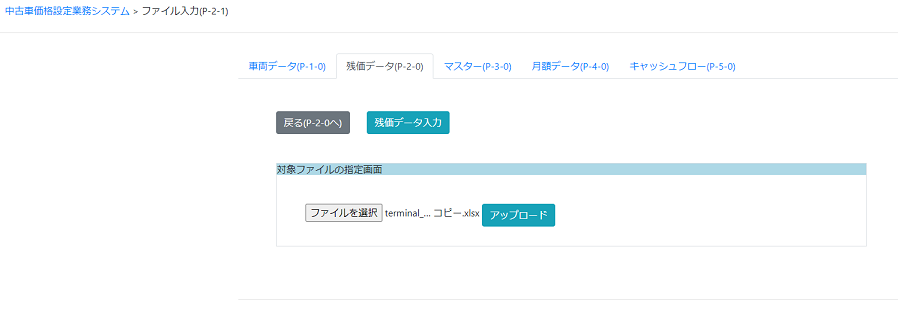 中古車価格設定業務システム > ファイル入力(P-2-1)
車両データ(P-1-0) 残価データ(P-2-0) マスター(P-3-0) 月額データ(P-4-0) キャッシュフロー(P-5-0)
戻る(P-2-0へ) 残価データ入力
対象ファイルの指定画面
ファイルを選択 terminal_... コピー.xlsx アップロード